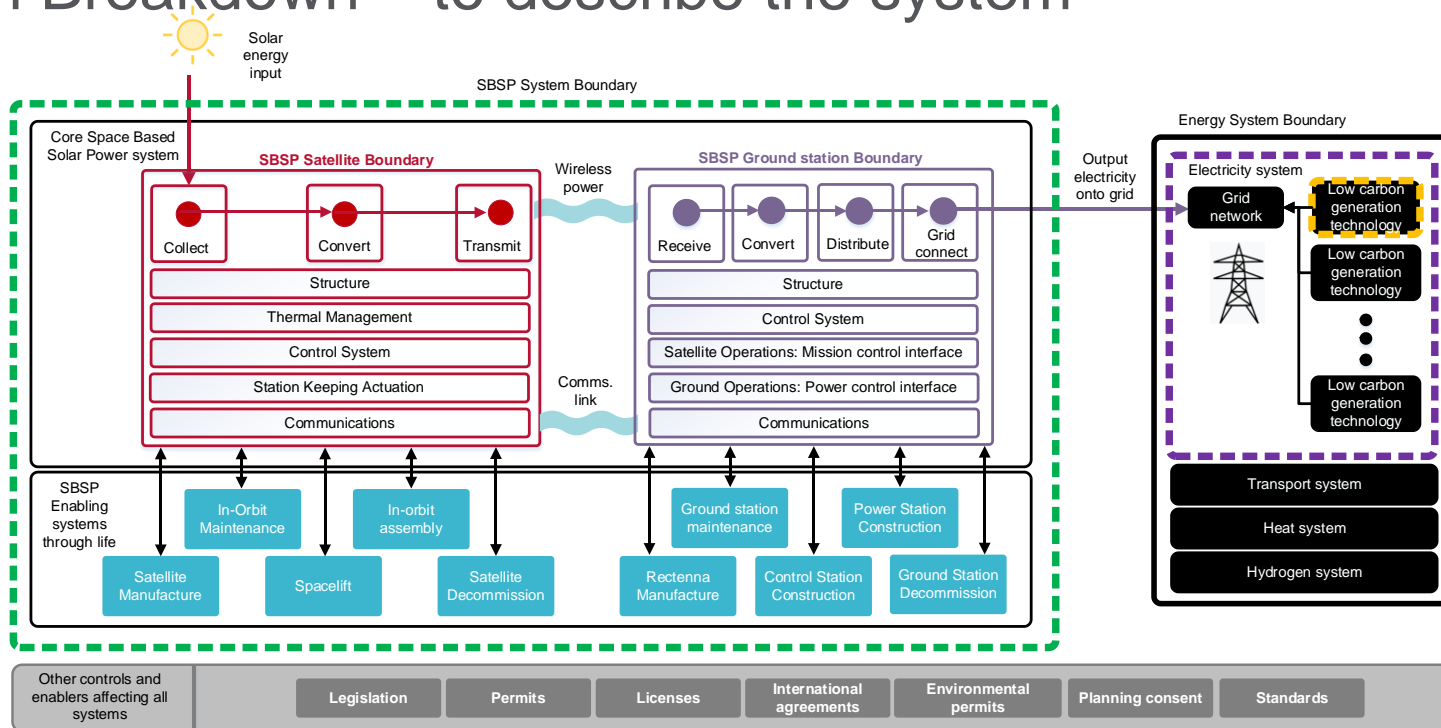 Breakdown – to describe the system
Solar
energy
input
SBSP System Boundary
Core Space Based
Solar Power system
SBSP Satellite Boundary
Collect
Convert
Transmit
Structure
Thermal Management
Control System
Station Keeping Actuation
Communications
Wireless
power
Comms.
link
SBSP Ground station Boundary
Receive
Convert
Distribute
Grid
connect
Structure
Control System
Satellite Operations: Mission control interface
Ground Operations: Power control interface
Communications
Output
electricity
onto grid
Energy System Boundary
Electricity system
Grid
network
Low carbon
generation
technology
Low carbon
generation
technology
Low carbon
generation
technology
Transport system
Heat system
Hydrogen system
SBSP
Enabling
systems
through life
In-Orbit
Maintenance
In-orbit
assembly
Satellite
Manufacture
Spacelift
Satellite
Decommission
Ground station
maintenance
Power Station
Construction
Rectenna
Manufacture
Control Station
Construction
Ground Station
Decommission
Other controls and
enablers affecting all
systems
Legislation
Permits
Licenses
International
agreements
Environmental
permits
Planning consent
Standards